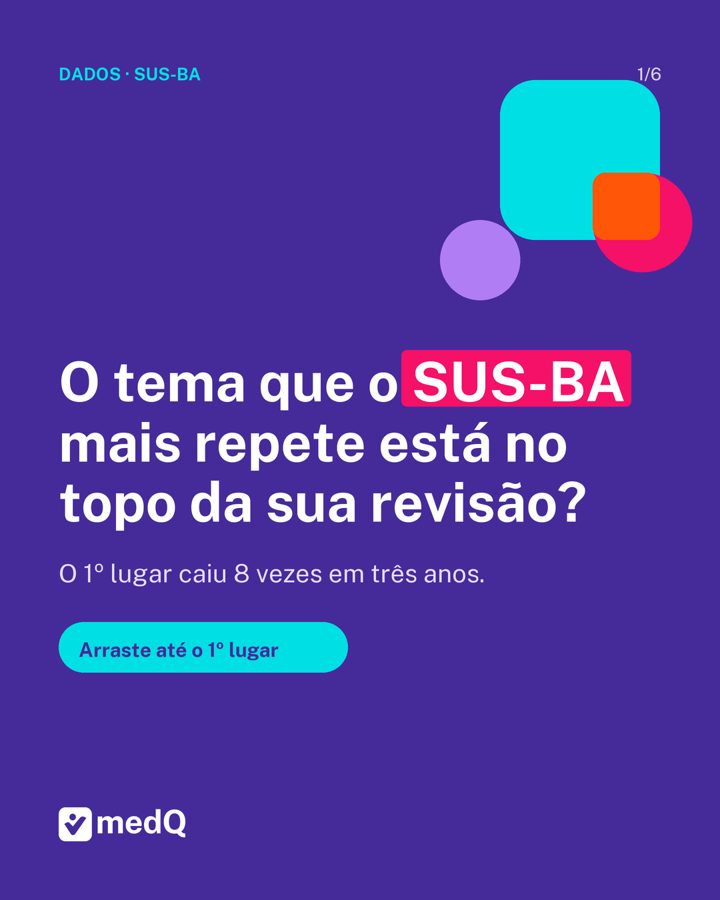 DADOS · SUS-BA
1/6
O tema que o SUS-BA
mais repete está no
topo da sua revisão?
O 1º lugar caiu 8 vezes em três anos.
Arraste até o 1º lugar
medQ